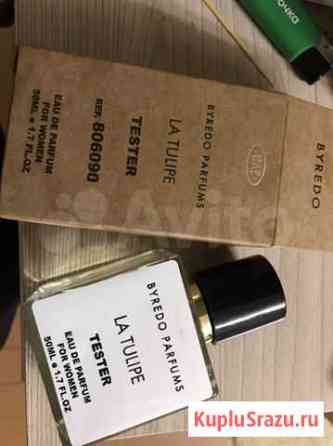 BYREDO
BYREDO PARFUMS
LA TULIPE
TESTER
REF: 806090
EAU DE PARFUM
FOR WOMEN
50ML e 1.7 FL.OZ
BYREDO PARFUMS
LA TULIPE
TESTER
EAU DE PARFUM
FOR WOMEN
50ML e 1.7 FL.OZ
Avito
KupluSrazu.ru